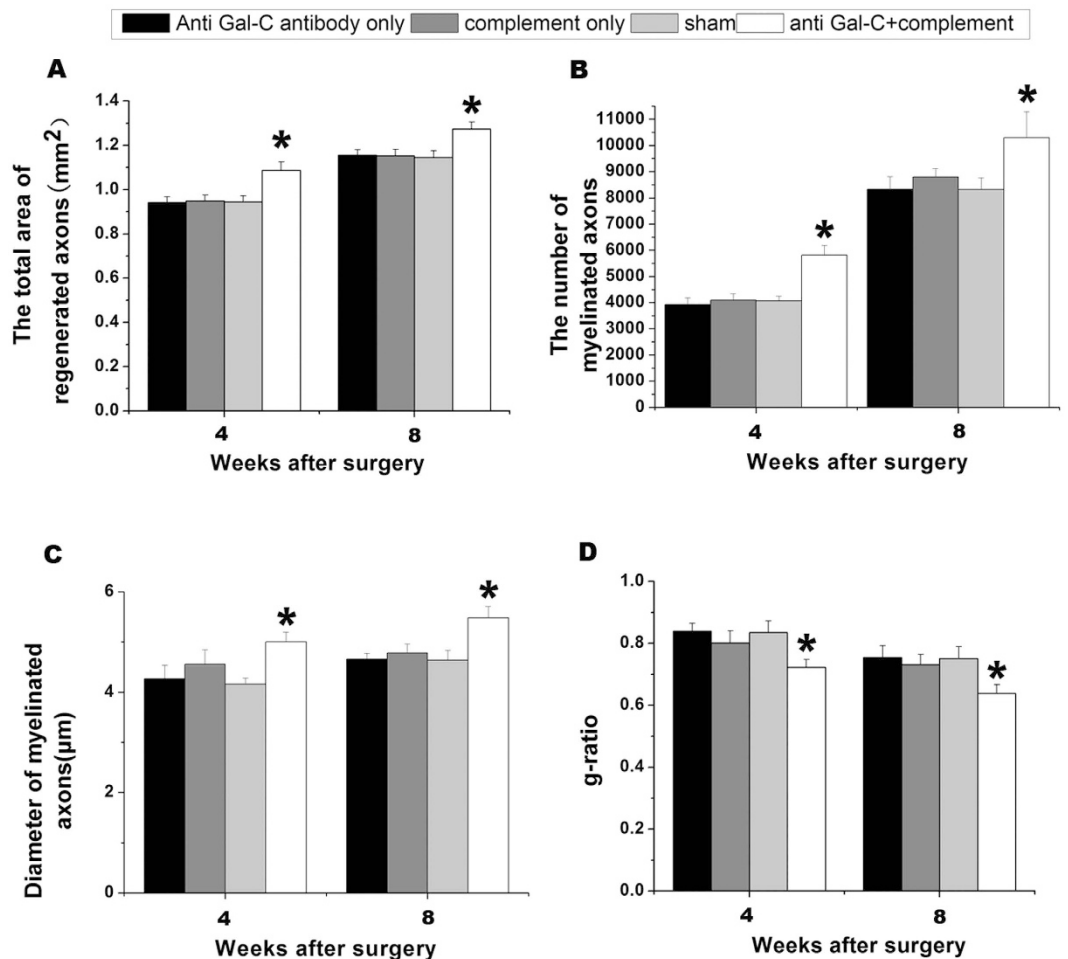 Anti Gal-C antibody only complement only sham anti Gal-C+complement
A
The total area of
regenerated axons (mm2)
1.4
1.2
1.0
0.8
0.6
0.4
0.2
0.0
*
*
4 8
Weeks after surgery
B
The number of
myelinated axons
11000
10000
9000
8000
7000
6000
5000
4000
3000
2000
1000
0
*
*
4 8
Weeks after surgery
C
Diameter of myelinated
axons(μm)
6
4
2
0
*
*
4 8
Weeks after surgery
D
g-ratio
1.0
0.8
0.6
0.4
0.2
0.0
*
*
4 8
Weeks after surgery